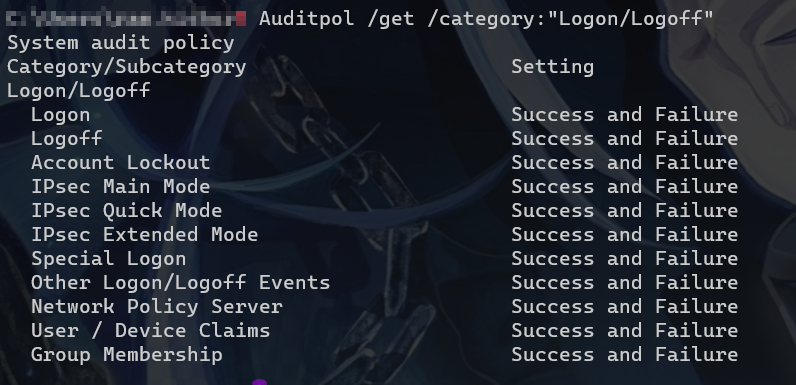 Auditpol /get /category:"Logon/Logoff"
System audit policy
Category/Subcategory Setting
Logon/Logoff
Logon Success and Failure
Logoff Success and Failure
Account Lockout Success and Failure
IPsec Main Mode Success and Failure
IPsec Quick Mode Success and Failure
IPsec Extended Mode Success and Failure
Special Logon Success and Failure
Other Logon/Logoff Events Success and Failure
Network Policy Server Success and Failure
User / Device Claims Success and Failure
Group Membership Success and Failure